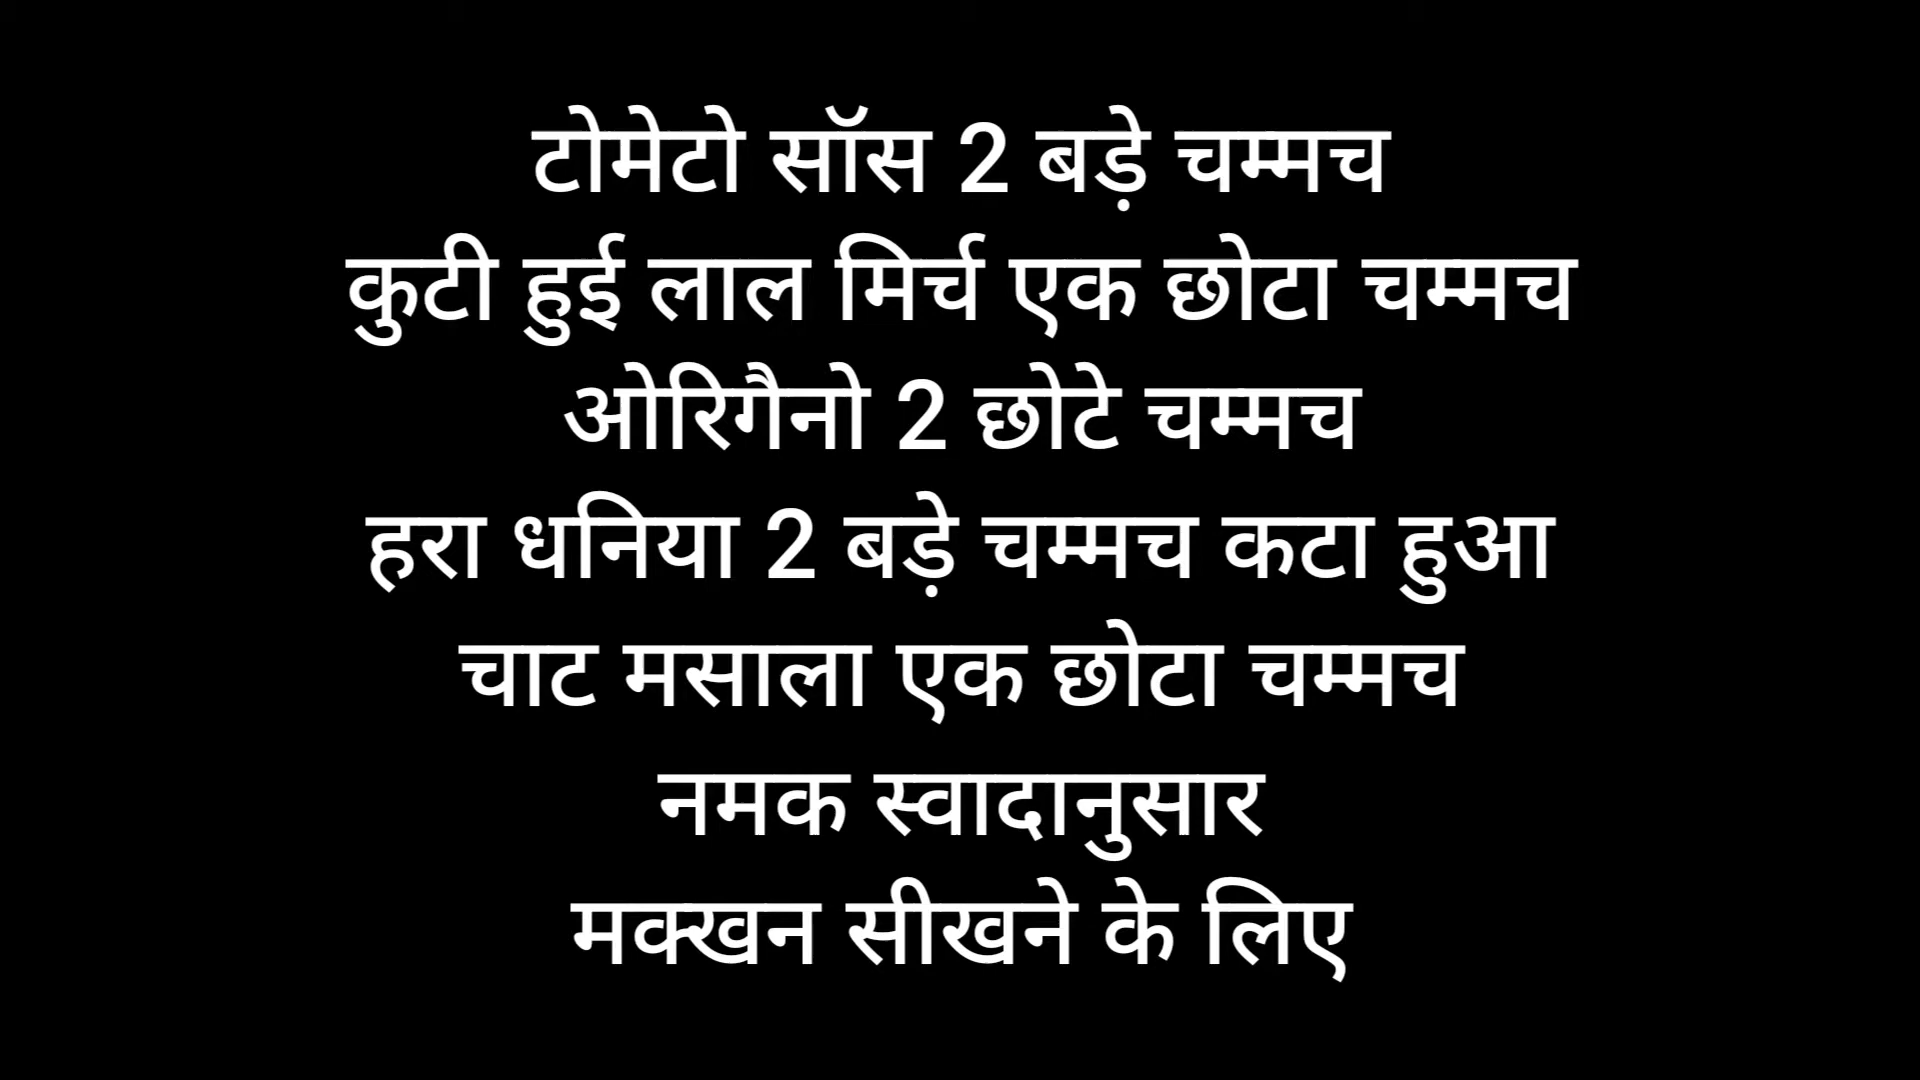 टोमेटो सॉस 2 बड़े चम्मच
कुटी हुई लाल मिर्च एक छोटा चम्मच
ओरिगैनो 2 छोटे चम्मच
हरा धनिया 2 बड़े चम्मच कटा हुआ
चाट मसाला एक छोटा चम्मच
नमक स्वादानुसार
मक्खन सीखने के लिए